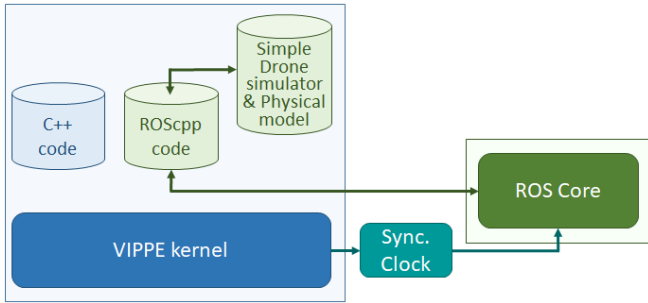 Simple
Drone
simulator
& Physical
model
C++
code
ROScpp
code
ROS Core
VIPPE kernel
Sync.
Clock